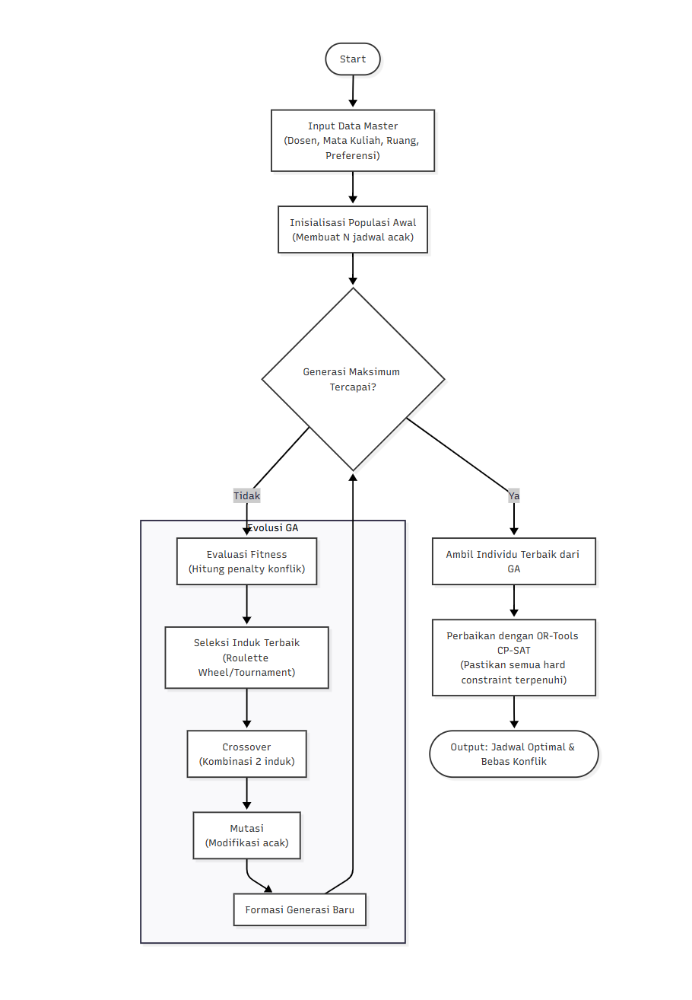 Start
Input Data Master
(Dosen, Mata Kuliah, Ruang,
Preferensi)
Inisialisasi Populasi Awal
(Membuat N jadwal acak)
Generasi Maksimum
Tercapai?
Tidak
Ya
Evolusi GA
Evaluasi Fitness
(Hitung penalty konflik)
Seleksi Induk Terbaik
(Roulette
Wheel/Tournament)
Crossover
(Kombinasi 2 induk)
Mutasi
(Modifikasi acak)
Formasi Generasi Baru
Ambil Individu Terbaik dari
GA
Perbaikan dengan OR-Tools
CP-SAT
(Pastikan semua hard
constraint terpenuhi)
Output: Jadwal Optimal &
Bebas Konflik